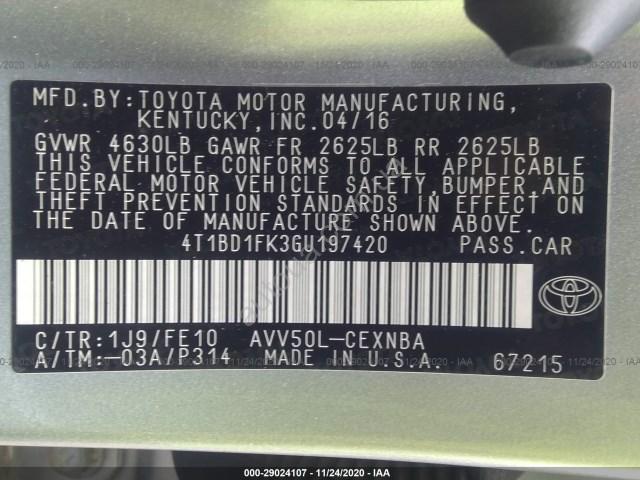 MFD.BY:TOYOTA MOTOR MANUFACTURING,
KENTUCKY,INC.04/16
GVWR 4630LB GAWR FR 2625LB RR 2625LB
THIS VEHICLE CONFORMS TO ALL APPLICABLE
FEDERAL MOTOR VEHICLE SAFETY,BUMPER,AND
THEFT PREVENTION STANDARDS IN EFFECT ON
THE DATE OF MANUFACTURE SHOWN ABOVE.
4T1BD1FK3GU197420 PASS.CAR
C/TR:1J9/FE10 AVV50L-CEXNBA
A/TM:-03A/P314 MADE IN U.S.A. 67215
000-29024107 - 11/24/2020 - IAA